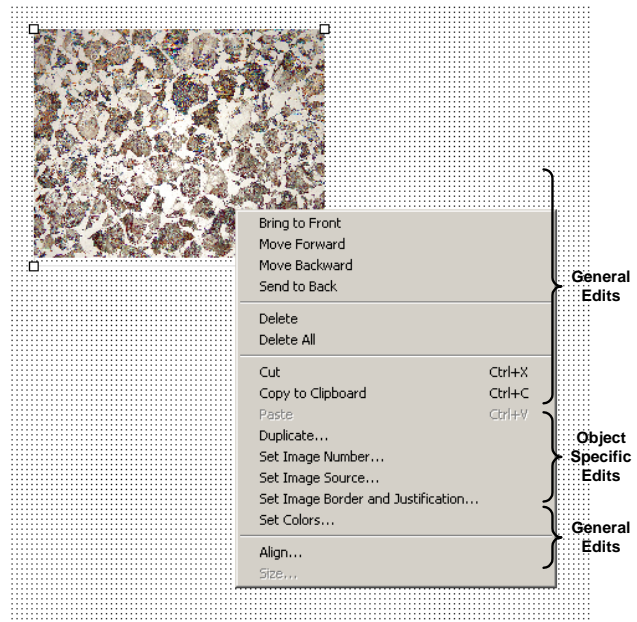 Bring to Front
Move Forward
Move Backward
Send to Back
Delete
Delete All
Cut Ctrl+X
Copy to Clipboard Ctrl+C
Paste Ctrl+V
Duplicate...
Set Image Number...
Set Image Source...
Set Image Border and Justification...
Set Colors...
Align...
Size...
General
Edits
Object
Specific
Edits
General
Edits